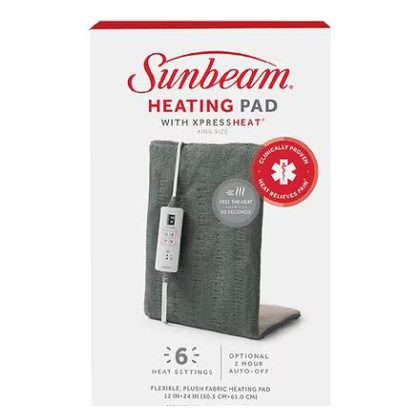 Sunbeam®
HEATING PAD
WITH XPRESSHEAT™
KING SIZE
CLINICALLY PROVEN
HEAT RELIEVES PAIN
FEEL THE HEAT
30 SECONDS
6
6
HEAT SETTINGS
OPTIONAL
2 HOUR
AUTO-OFF
FLEXIBLE, PLUSH FABRIC HEATING PAD
12 IN×24 IN (30.5 CM×61.0 CM)